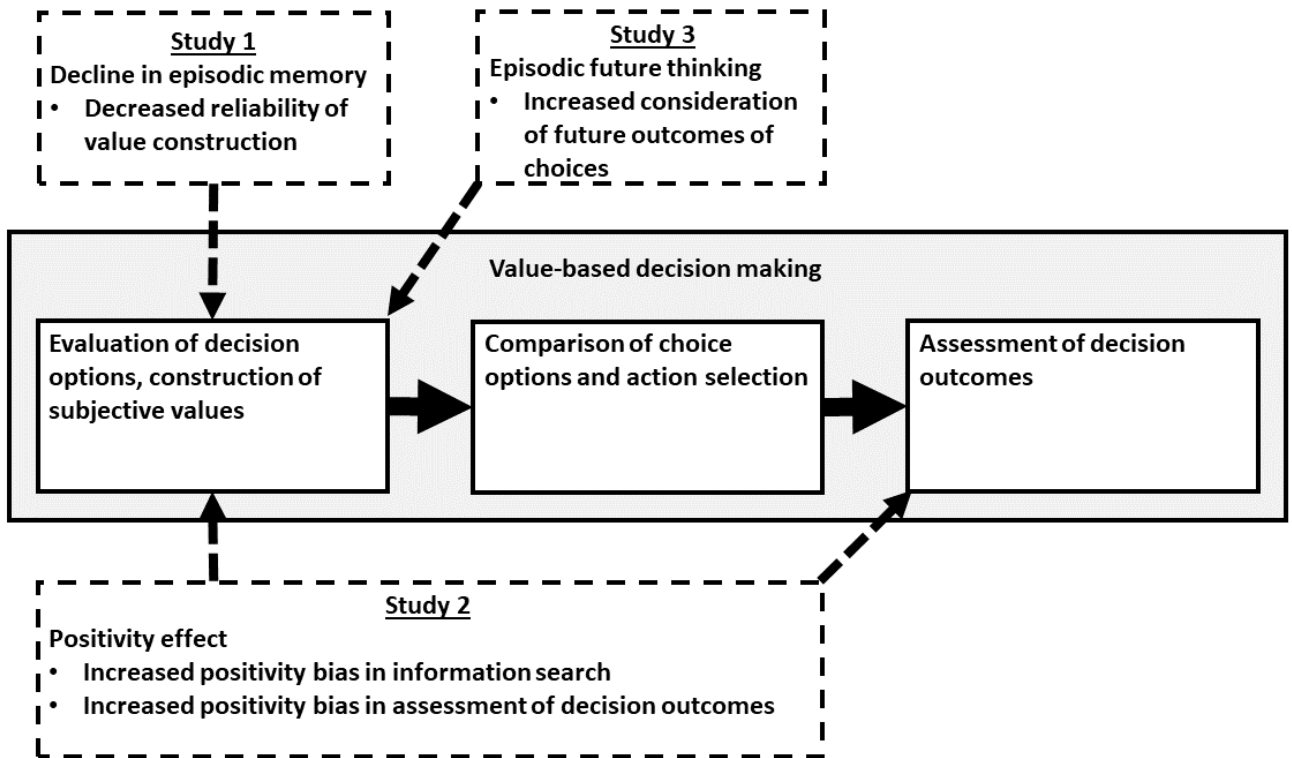 Study 1
Decline in episodic memory
• Decreased reliability of
value construction
Study 3
Episodic future thinking
• Increased consideration
of future outcomes of
choices
Value-based decision making
Evaluation of decision
options, construction of
subjective values
Comparison of choice
options and action selection
Assessment of decision
outcomes
Study 2
Positivity effect
• Increased positivity bias in information search
• Increased positivity bias in assessment of decision outcomes